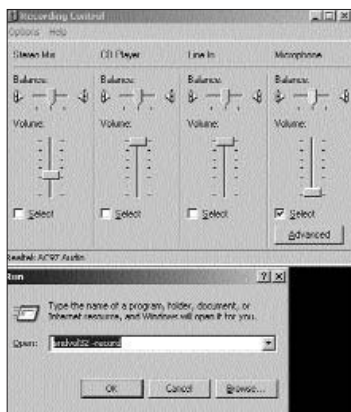 Recording Control
Options Help
Stereo Mix CD Player Line In Microphone
Balance: Balance: Balance: Balance:
Volume: Volume: Volume: Volume:
Select Select Select Select
Advanced
Realtek AC97 Audio
Run
Type the name of a program, folder, document, or
Internet resource, and Windows will open it for you.
Open: sndvol32 -record
OK Cancel Browse...